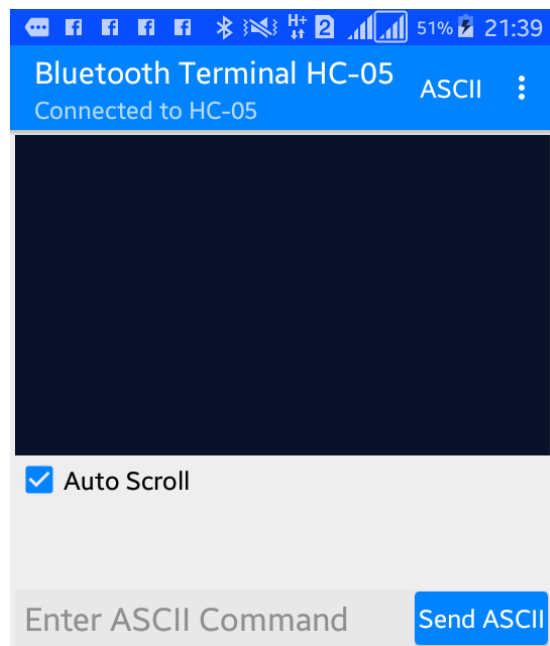 H+ 2 51% 21:39
Bluetooth Terminal HC-05
ASCII
Connected to HC-05
Auto Scroll
Enter ASCII Command
Send ASCII